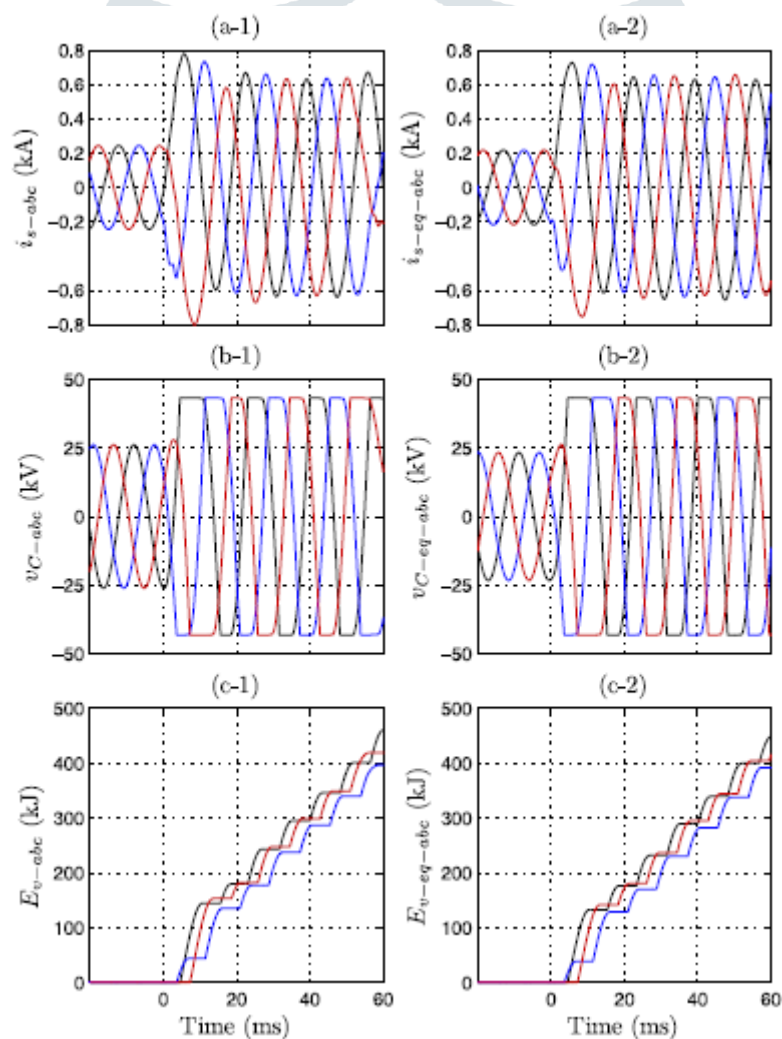 (a-1)
0.8
0.6
0.4
0.2
0
−0.2
−0.6
−0.8
i_{s−abc} (kA)
(a-2)
0.8
0.6
0.4
0.2
0
−0.2
−0.6
−0.8
i_{s−eq−abc} (kA)
(b-1)
50
25
0
−25
−50
v_{C−abc} (kV)
(b-2)
50
25
0
−25
−50
v_{C−eq−abc} (kV)
(c-1)
500
400
300
200
100
0
E_{v−abc} (kJ)
0 20 40 60
Time (ms)
(c-2)
500
400
300
200
100
0
E_{v−eq−abc} (kJ)
0 20 40 60
Time (ms)